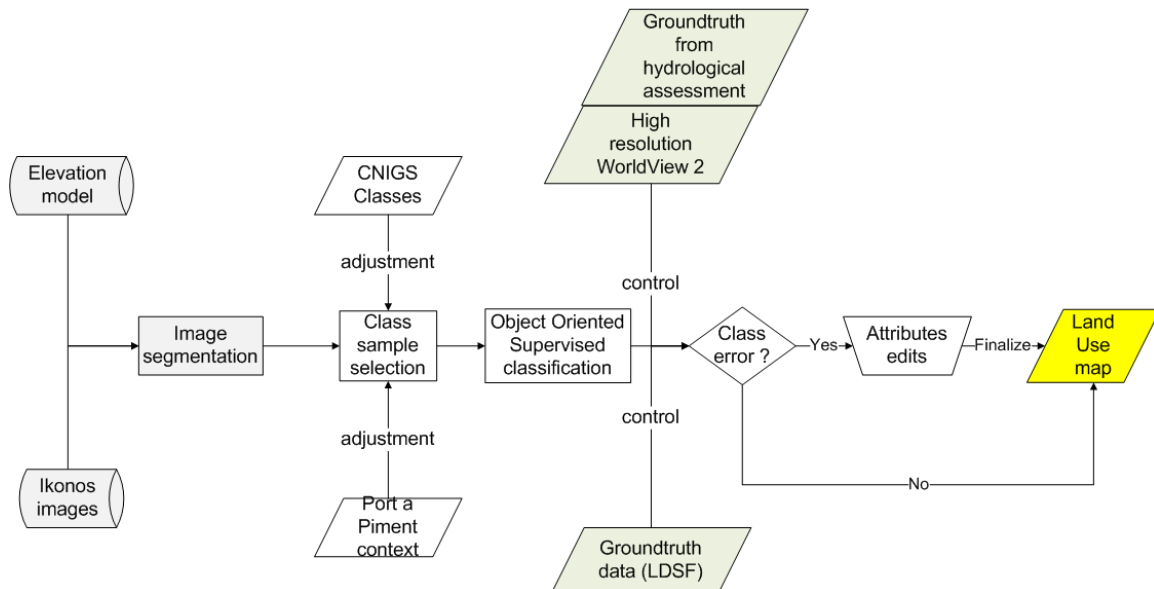 Groundtruth
from
hydrological
assessment
High
resolution
WorldView 2
Elevation
model
CNIGS
Classes
adjustment
control
Image
segmentation
Class
sample
selection
Object Oriented
Supervised
classification
Class
error ?
Yes
Attributes
edits
Finalize
Land
Use
map
adjustment
control
Ikonos
images
Port a
Piment
context
No
Groundtruth
data (LDSF)